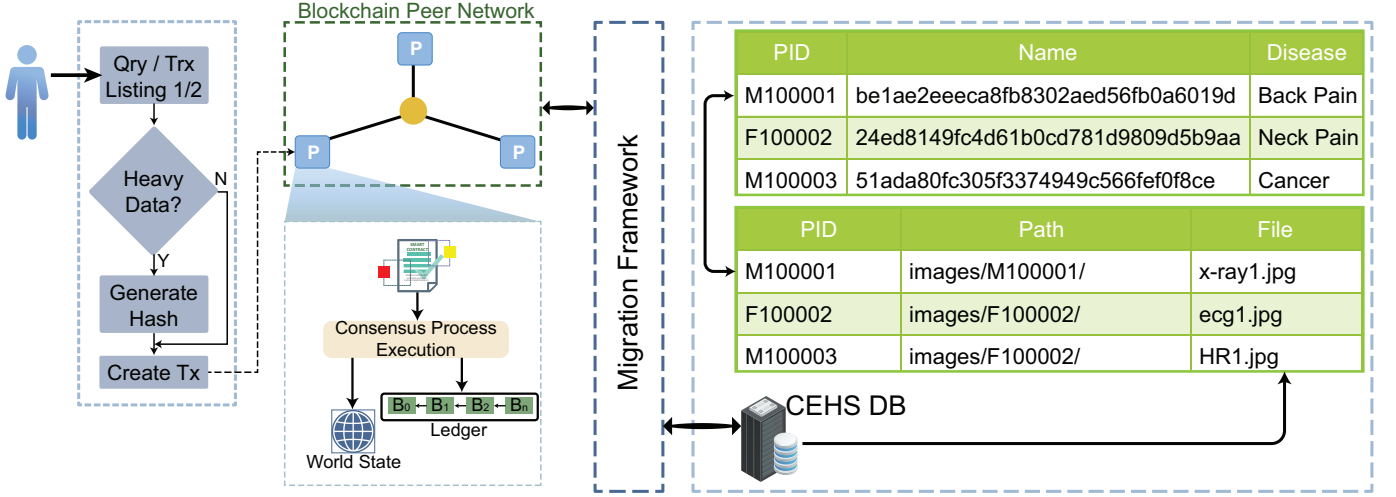 Qry / Trx
Listing 1/2
Heavy
Data?
N
Y
Generate
Hash
Create Tx
Blockchain Peer Network
P
P
P
SMART
CONTRACT
Consensus Process
Execution
B0 B1 B2 Bn
Ledger
World State
Migration Framework
PID Name Disease
M100001 be1ae2eeeca8fb8302aed56fb0a6019d Back Pain
F100002 24ed8149fc4d61b0cd781d9809d5b9aa Neck Pain
M100003 51ada80fc305f3374949c566fef0f8ce Cancer
PID Path File
M100001 images/M100001/ x-ray1.jpg
F100002 images/F100002/ ecg1.jpg
M100003 images/F100002/ HR1.jpg
CEHS DB